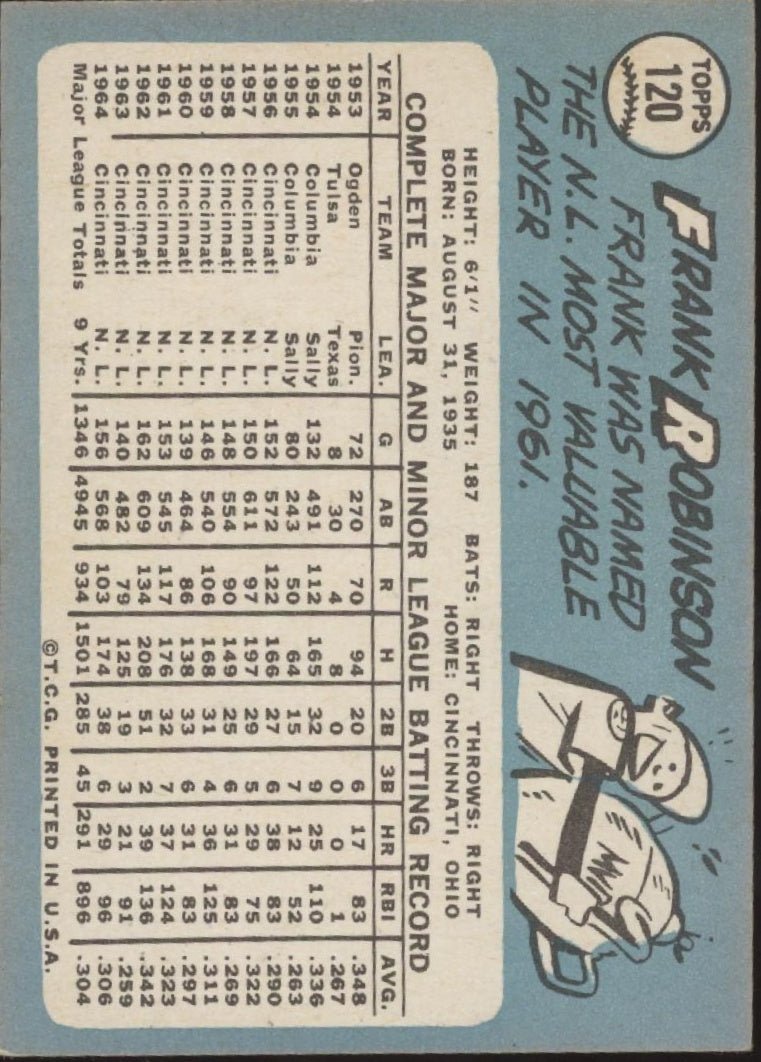 TOPPS
120
FRANK ROBINSON
FRANK WAS NAMED
THE N.L. MOST VALUABLE
PLAYER IN 1961.
MVP
HEIGHT: 6'1" WEIGHT: 187 BATS: RIGHT THROWS: RIGHT
BORN: AUGUST 31, 1935 HOME: CINCINNATI, OHIO
COMPLETE MAJOR AND MINOR LEAGUE BATTING RECORD
YEAR TEAM LEA. G AB R H 2B 3B HR RBI AVG.
1953 Ogden Pion. 72 270 70 94 20 6 17 83 .348
1954 Tulsa Texas 8 30 4 8 0 0 0 1 .267
1954 Columbia Sally 132 491 112 165 32 9 25 110 .336
1955 Columbia Sally 80 243 50 64 15 7 12 52 .263
1956 Cincinnati N. L. 152 572 122 166 27 6 38 83 .290
1957 Cincinnati N. L. 150 611 97 197 29 5 29 75 .322
1958 Cincinnati N. L. 148 554 90 149 25 6 31 83 .269
1959 Cincinnati N. L. 146 540 106 168 31 4 36 125 .311
1960 Cincinnati N. L. 139 464 86 138 33 6 31 83 .297
1961 Cincinnati N. L. 153 545 117 176 32 7 37 124 .323
1962 Cincinnati N. L. 162 609 134 208 51 2 39 136 .342
1963 Cincinnati N. L. 140 482 79 125 19 3 21 91 .259
1964 Cincinnati N. L. 156 568 103 174 38 6 29 96 .306
Major League Totals 9 Yrs. 1346 4945 934 1501 285 45 291 896 .304
©T.C.G. PRINTED IN U.S.A.